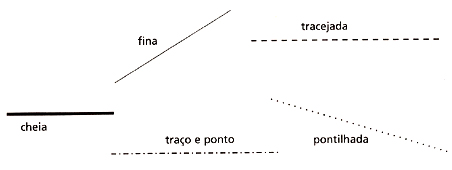 fina
tracejada
cheia
traço e ponto
pontilhada